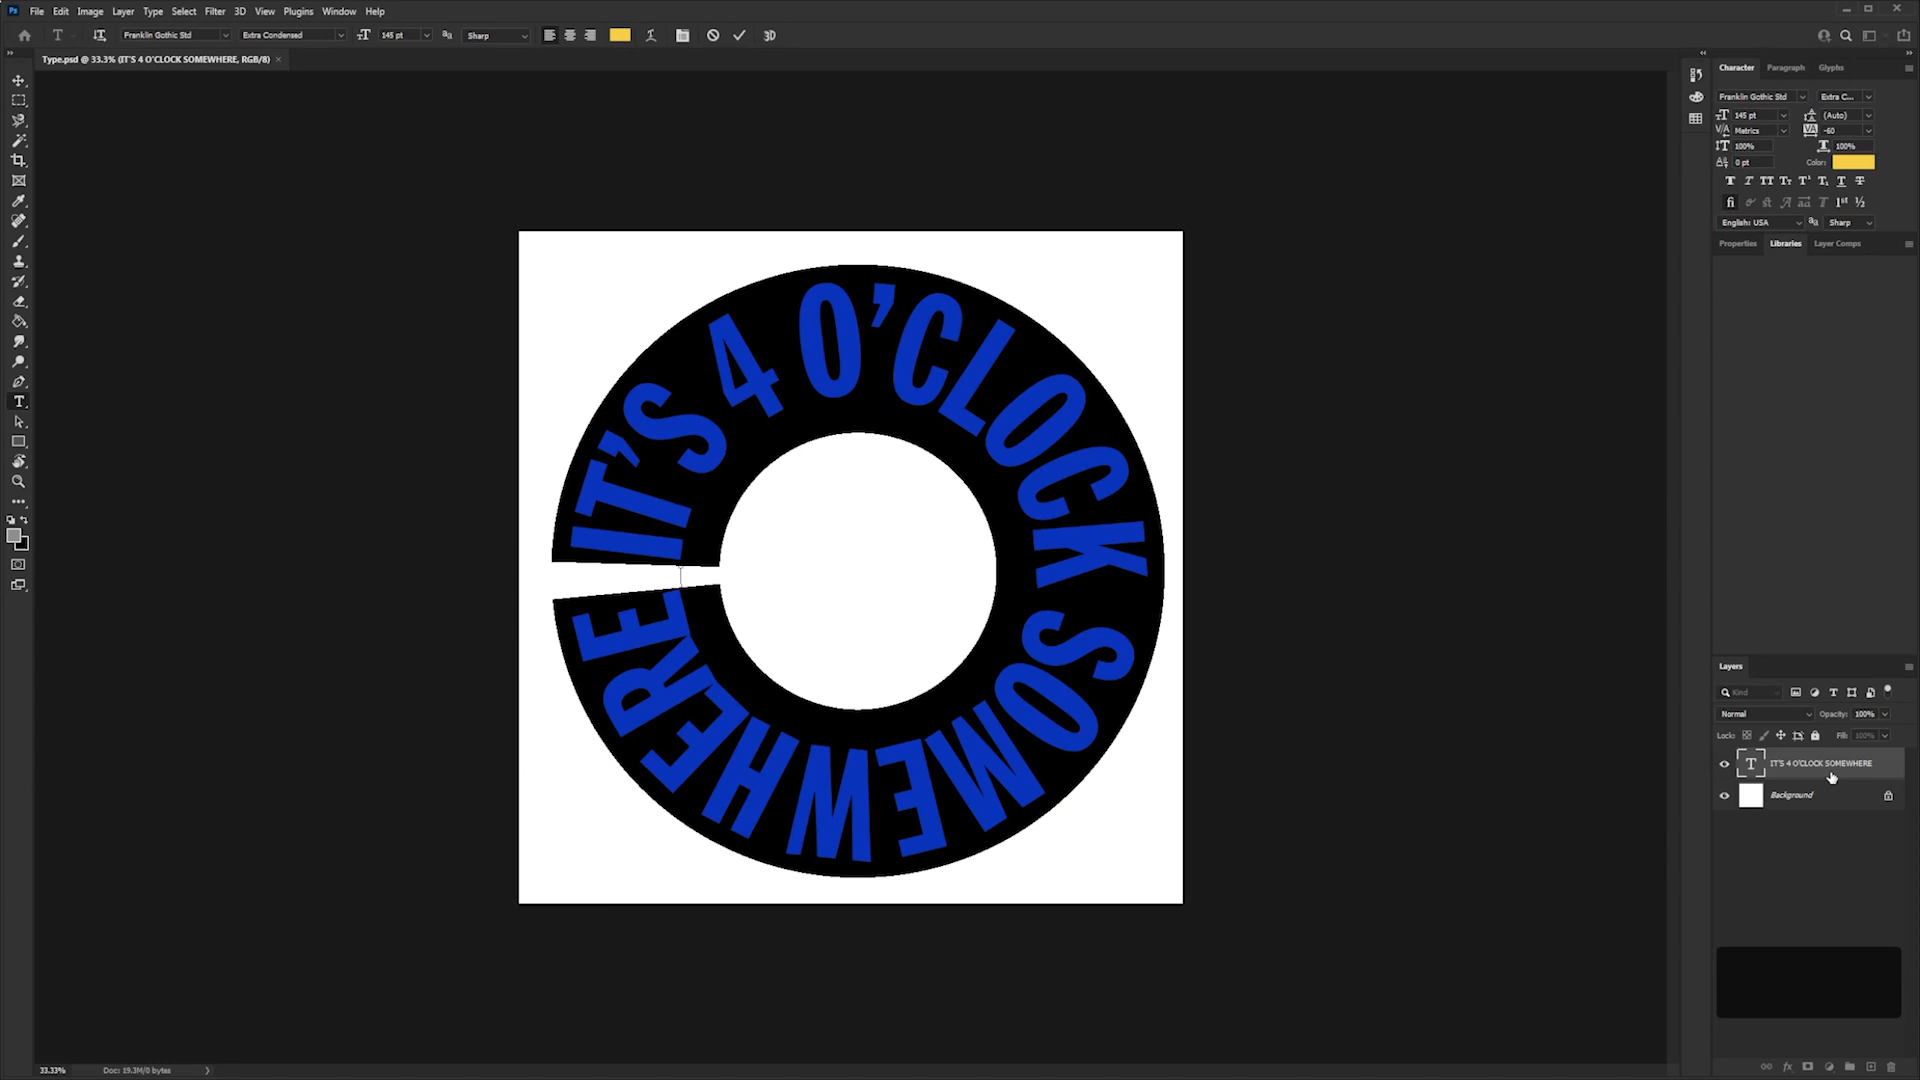 Ps File Edit Image Layer Type Select Filter 3D View Plugins Window Help
T Franklin Gothic Std Extra Condensed 145 pt Sharp 3D
Type.psd @ 33.3% (IT'S 4 O'CLOCK SOMEWHERE, RGB/8) ×
Character Paragraph Glyphs
Franklin Gothic Std Extra C...
145 pt (Auto)
Metrics -60
100% 100%
0 pt Color:
English: USA Sharp
Properties Libraries Layer Comps
IT'S 4 O'CLOCK SOMEWHERE
Layers
Kind
Normal Opacity: 100%
Lock: Fill: 100%
T IT'S 4 O'CLOCK SOMEWHERE
Background
33.33% Doc: 19.3M/0 bytes